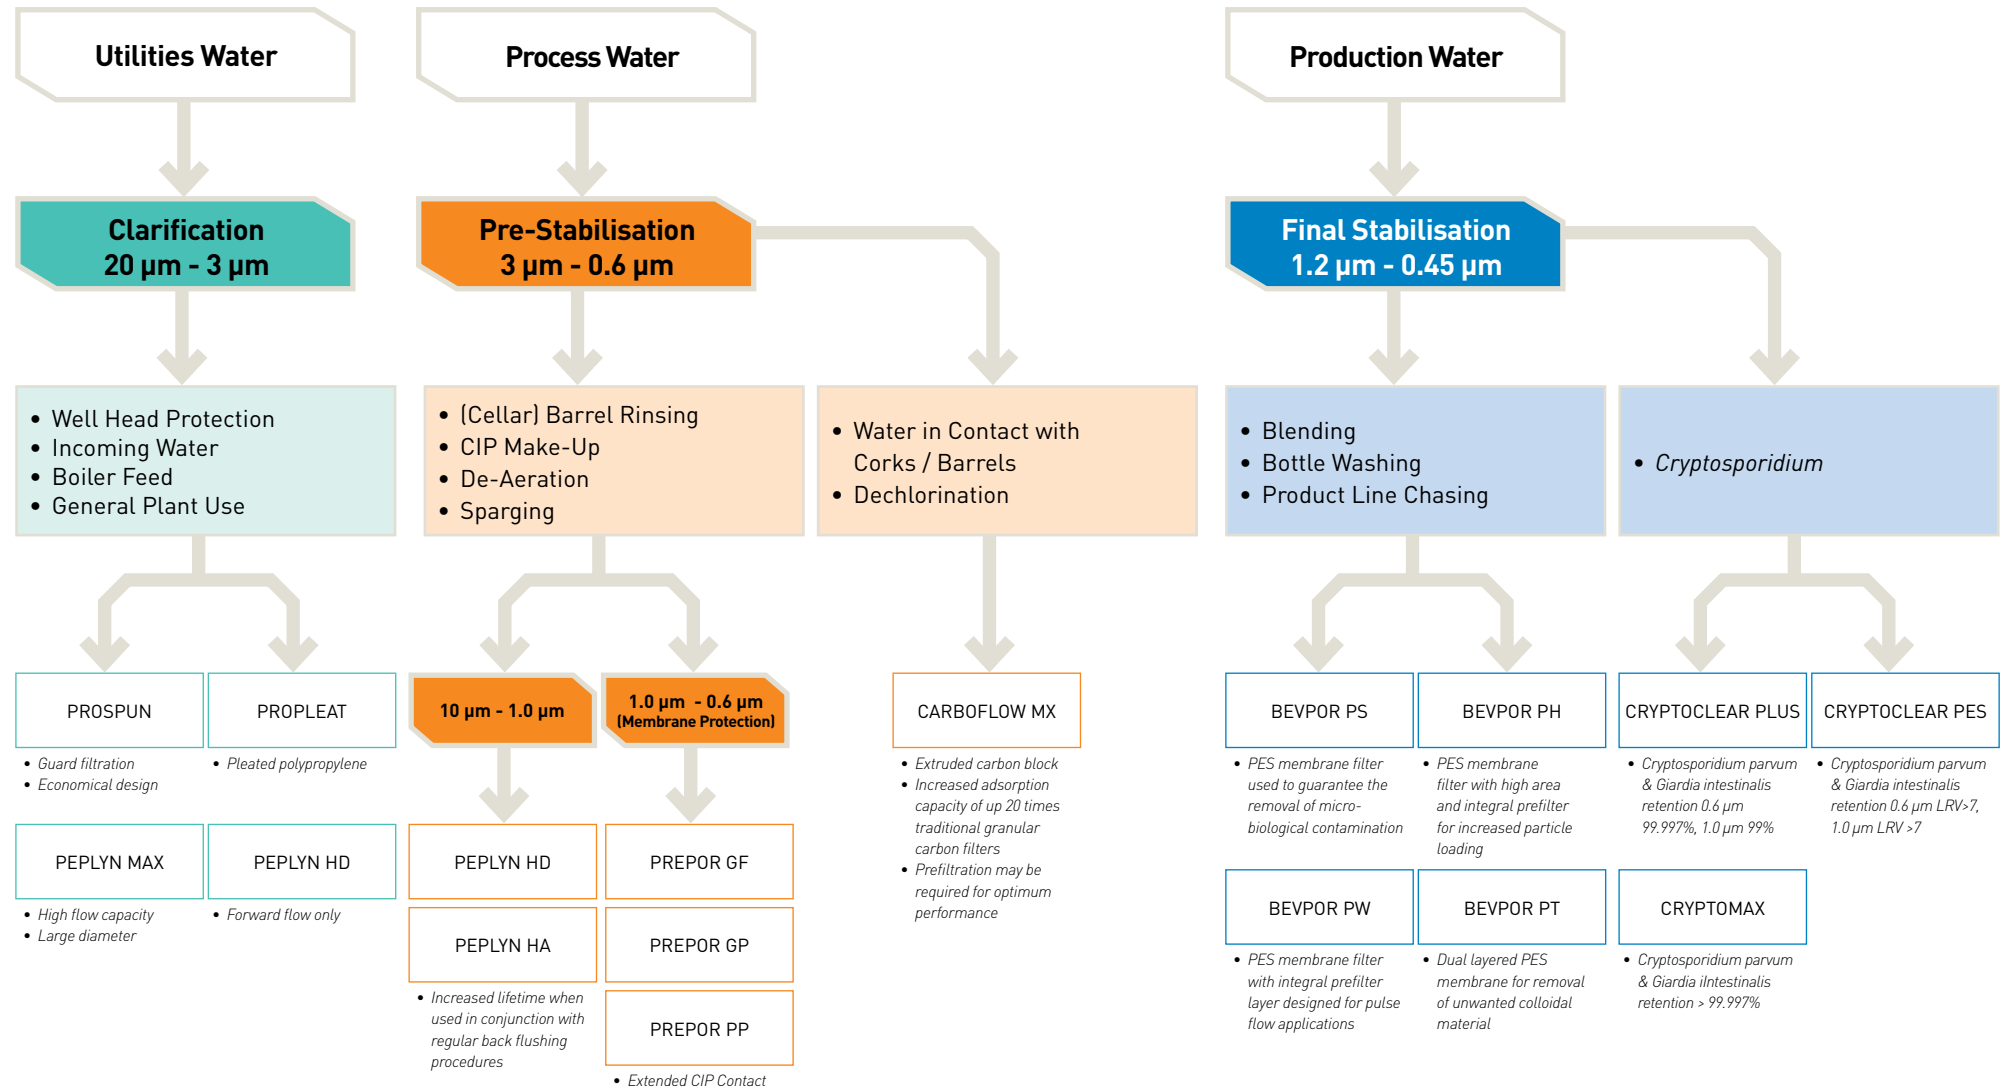 Utilities Water
Process Water
Production Water
Clarification
20 µm - 3 µm
Pre-Stabilisation
3 µm - 0.6 µm
Final Stabilisation
1.2 µm - 0.45 µm
• Well Head Protection
• Incoming Water
• Boiler Feed
• General Plant Use
• (Cellar) Barrel Rinsing
• CIP Make-Up
• De-Aeration
• Sparging
• Water in Contact with
Corks / Barrels
• Dechlorination
• Blending
• Bottle Washing
• Product Line Chasing
• Cryptosporidium
PROSPUN
• Guard filtration
• Economical design
PROPLEAT
• Pleated polypropylene
PEPLYN MAX
• High flow capacity
• Large diameter
PEPLYN HD
• Forward flow only
10 µm - 1.0 µm
PEPLYN HD
PEPLYN HA
• Increased lifetime when
used in conjunction with
regular back flushing
procedures
1.0 µm - 0.6 µm
(Membrane Protection)
PREPOR GF
PREPOR GP
PREPOR PP
• Extended CIP Contact
CARBOFLOW MX
• Extruded carbon block
• Increased adsorption
capacity of up 20 times
traditional granular
carbon filters
• Prefiltration may be
required for optimum
performance
BEVPOR PS
• PES membrane filter
used to guarantee the
removal of micro-
biological contamination
BEVPOR PH
• PES membrane
filter with high area
and integral prefilter
for increased particle
loading
BEVPOR PW
• PES membrane filter
with integral prefilter
layer designed for pulse
flow applications
BEVPOR PT
• Dual layered PES
membrane for removal
of unwanted colloidal
material
CRYPTOCLEAR PLUS
• Cryptosporidium parvum
& Giardia intestinalis
retention 0.6 µm
99.997%, 1.0 µm 99%
CRYPTOCLEAR PES
• Cryptosporidium parvum
& Giardia intestinalis
retention 0.6 µm LRV>7,
1.0 µm LRV >7
CRYPTOMAX
• Cryptosporidium parvum
& Giardia iIntestinalis
retention > 99.997%